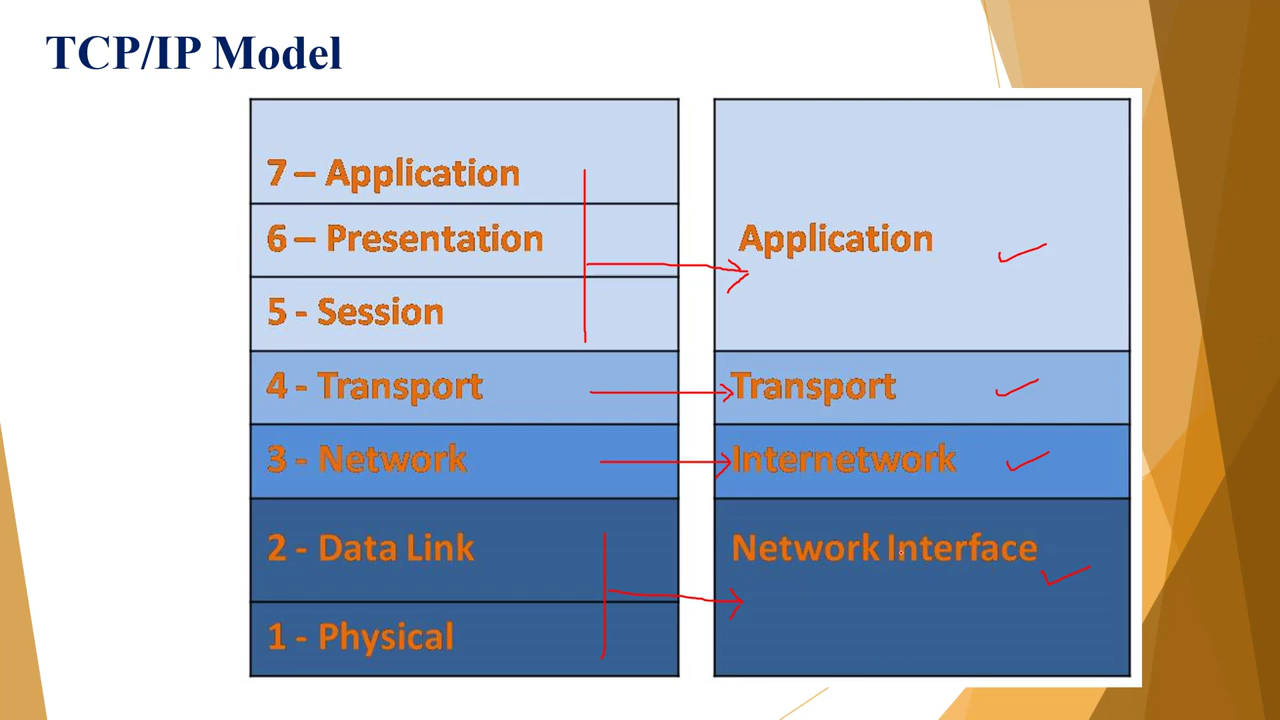 TCP/IP Model
7 – Application
6 – Presentation
5 - Session
4 - Transport
3 - Network
2 - Data Link
1 - Physical
Application
Transport
Internetwork
Network Interface